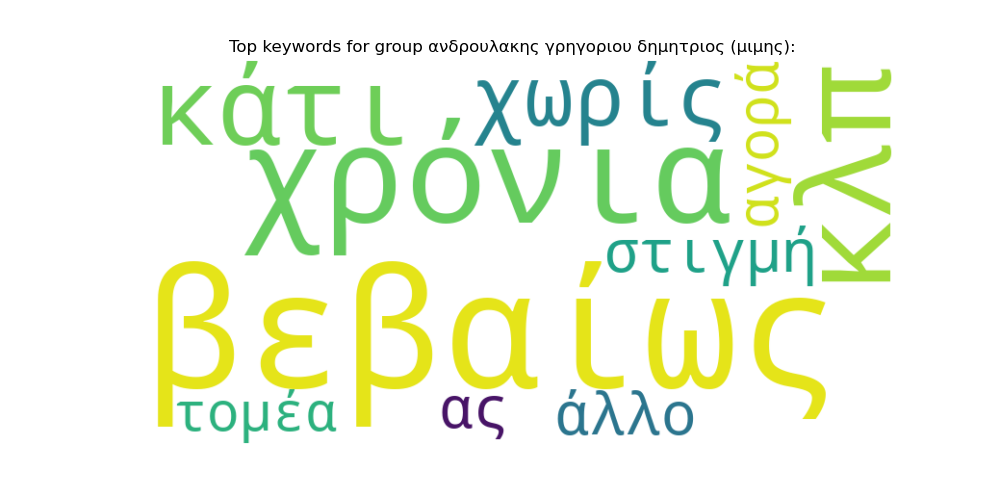 Top keywords for group ανδρουλακης γρηγοριου δημητριος (μιμης):
κάτι
χωρίς
αγορά
κλπ
χρόνια
στιγμή
βεβαίως
τομέα
ας
άλλο